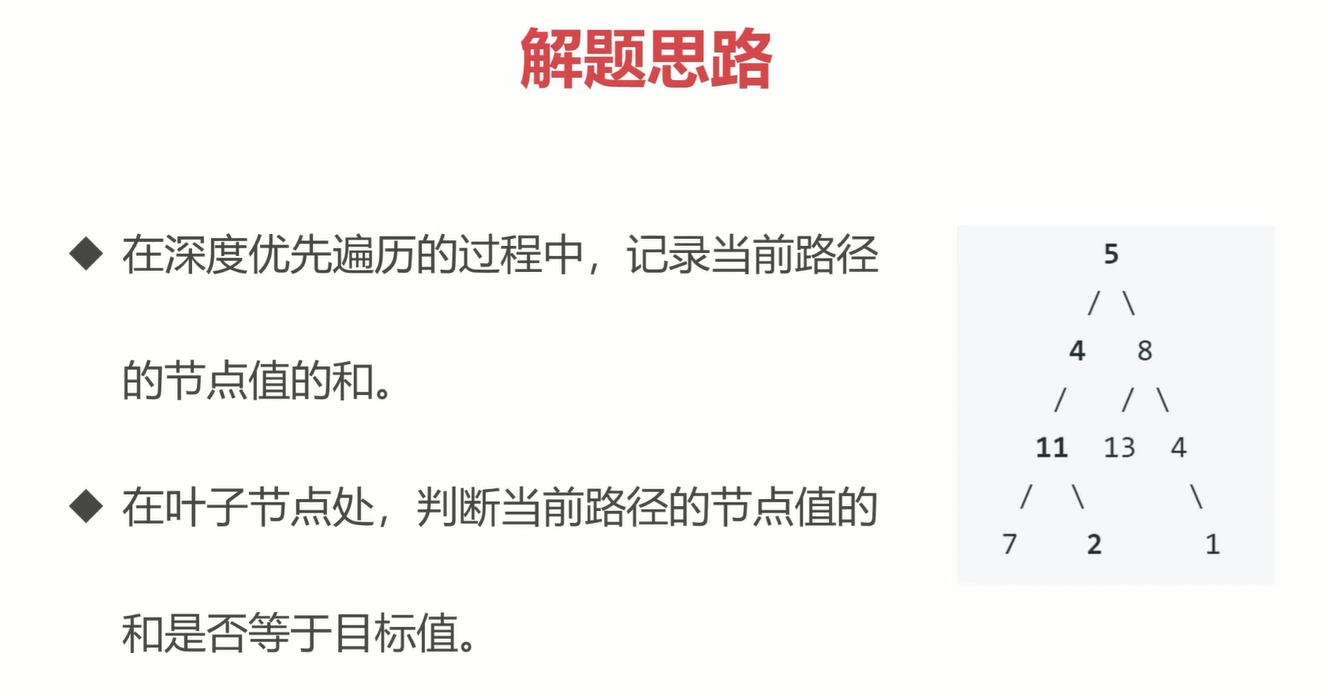 解题思路
◆ 在深度优先遍历的过程中，记录当前路径
的节点值的和。
◆ 在叶子节点处，判断当前路径的节点值的
和是否等于目标值。
5
/ \
4 8
/ / \
11 13 4
/ \ \
7 2 1